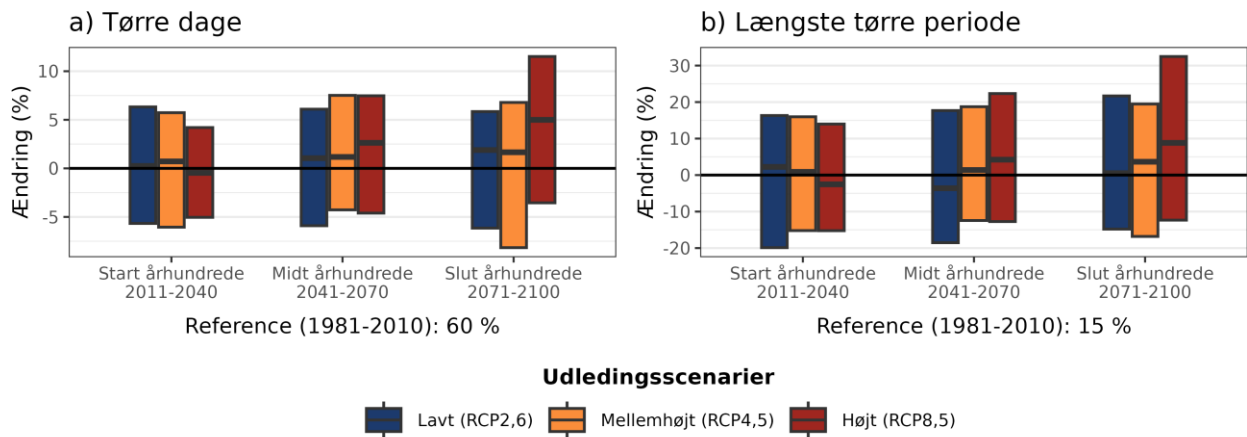 a) Tørre dage
Ændring (%)
10
5
0
-5
Start århundrede
2011-2040
Midt århundrede
2041-2070
Slut århundrede
2071-2100
Reference (1981-2010): 60 %
b) Længste tørre periode
Ændring (%)
30
20
10
0
-10
-20
Start århundrede
2011-2040
Midt århundrede
2041-2070
Slut århundrede
2071-2100
Reference (1981-2010): 15 %
Udledingsscenarier
Lavt (RCP2,6)
Mellemhøjt (RCP4,5)
Højt (RCP8,5)